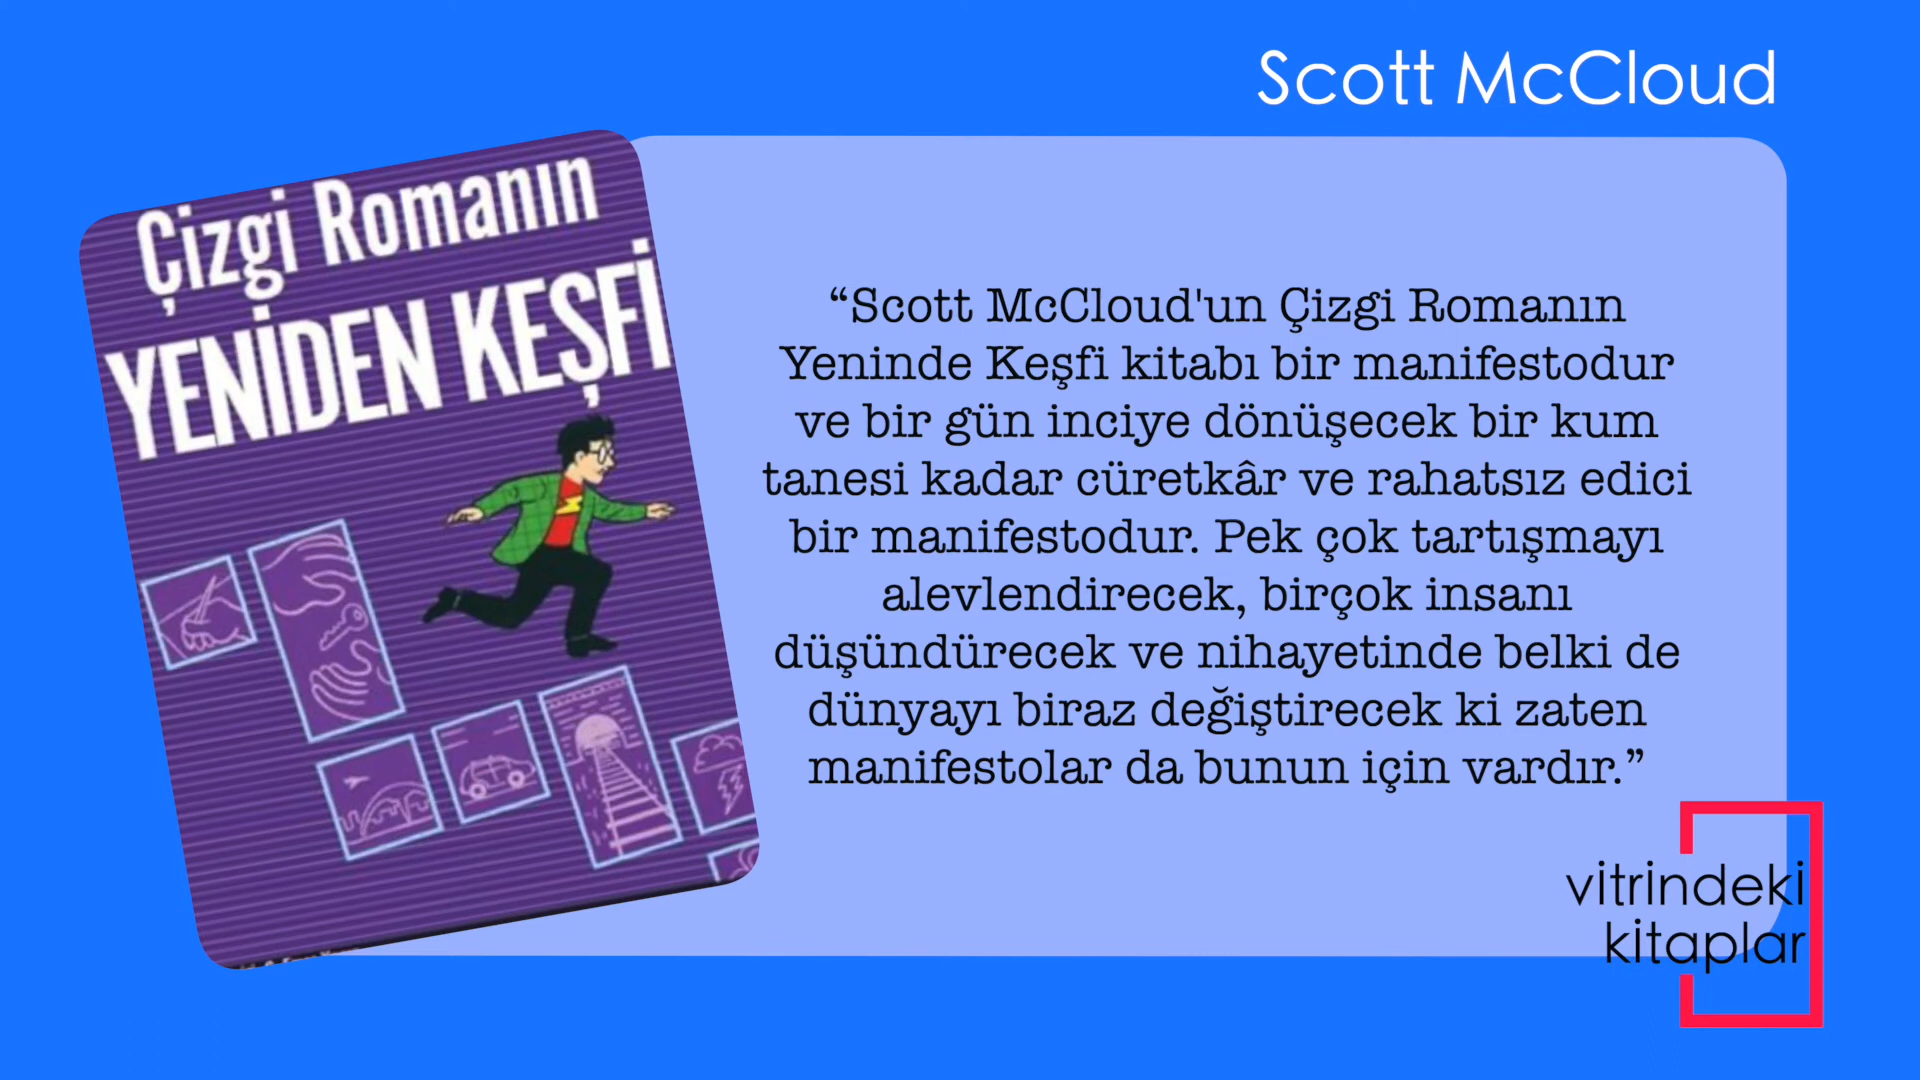 Scott McCloud
Çizgi Romanın
YENİDEN KEŞFİ
“Scott McCloud'un Çizgi Romanın
Yeninde Keşfi kitabı bir manifestodur
ve bir gün inciye dönüşecek bir kum
tanesi kadar cüretkâr ve rahatsız edici
bir manifestodur. Pek çok tartışmayı
alevlendirecek, birçok insanı
düşündürecek ve nihayetinde belki de
dünyayı biraz değiştirecek ki zaten
manifestolar da bunun için vardır.”
vitrindeki
kitaplar